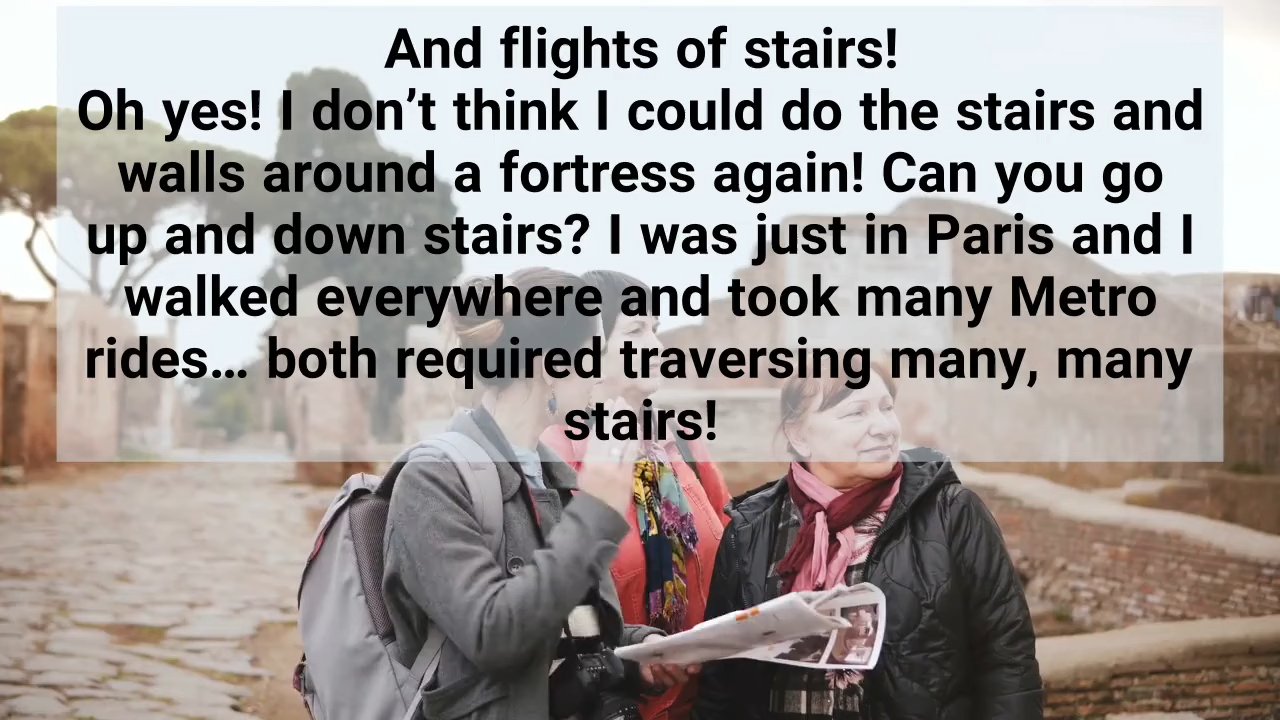 And flights of stairs!
Oh yes! I don’t think I could do the stairs and
walls around a fortress again! Can you go
up and down stairs? I was just in Paris and I
walked everywhere and took many Metro
rides… both required traversing many, many
stairs!